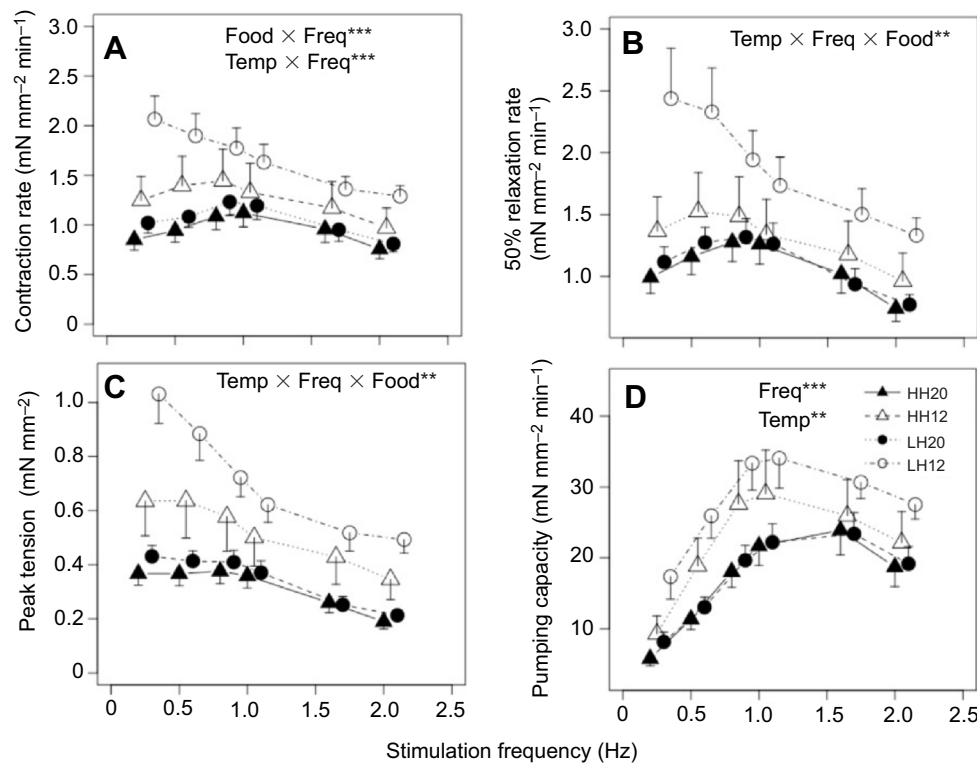 A
Food × Freq***
Temp × Freq***
Contraction rate (mN mm–2 min–1)
3.0
2.5
2.0
1.5
1.0
0.5
0
B
Temp × Freq × Food**
50% relaxation rate
(mN mm–2 min–1)
3.0
2.5
2.0
1.5
1.0
C
Temp × Freq × Food**
Peak tension (mN mm–2)
1.0
0.8
0.6
0.4
0.2
0
0 0.5 1.0 1.5 2.0 2.5
D
Freq***
Temp**
HH20
HH12
LH20
LH12
Pumping capacity (mN mm–2 min–1)
40
30
20
10
0 0.5 1.0 1.5 2.0 2.5
Stimulation frequency (Hz)